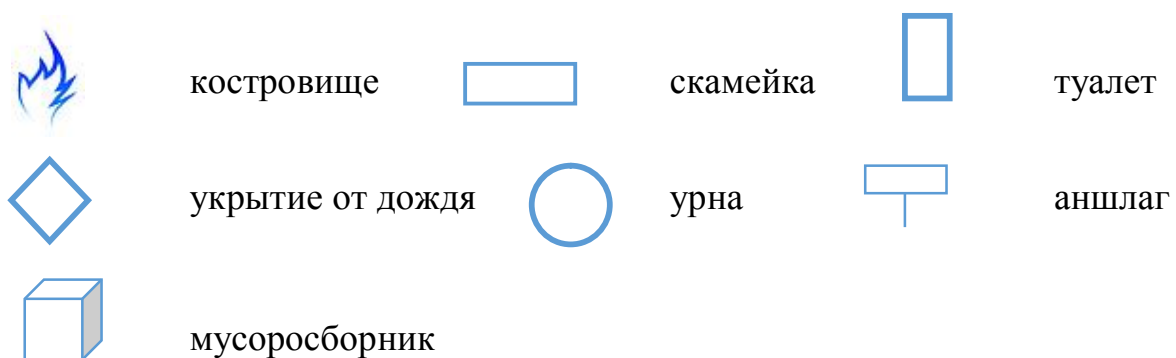 костровище скамейка туалет
укрытие от дождя урна аншлаг
мусоросборник